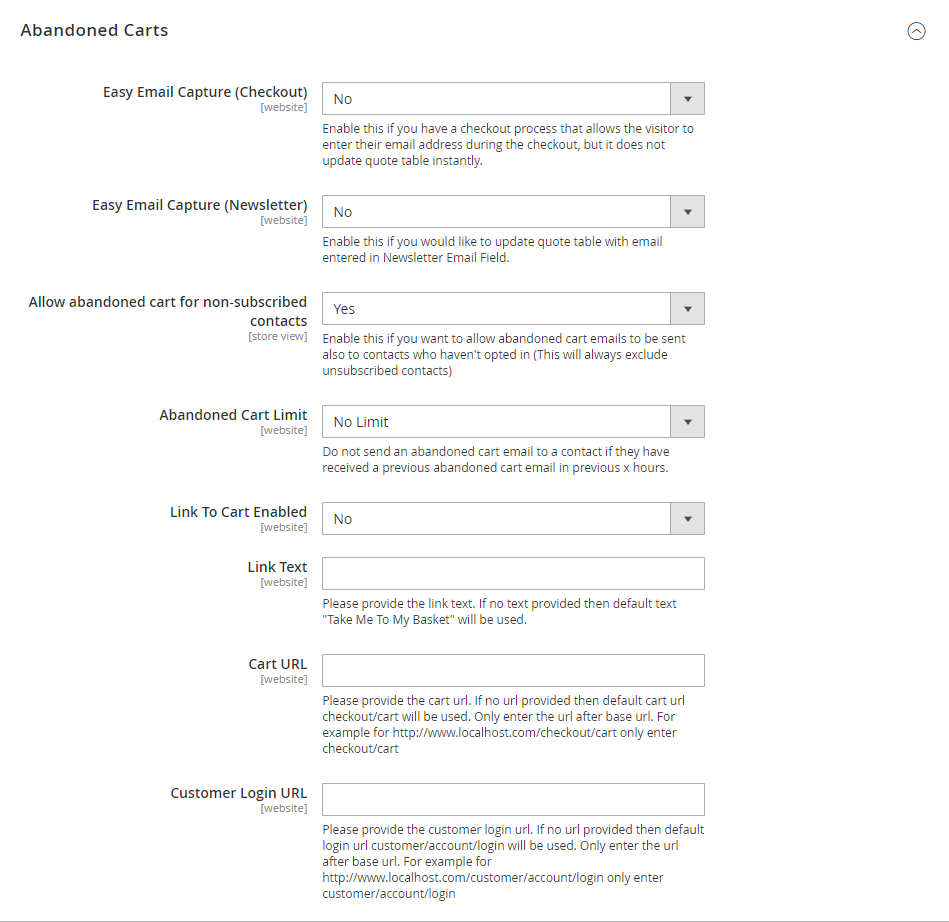 Abandoned Carts
Easy Email Capture (Checkout)
[website]
No
Enable this if you have a checkout process that allows the visitor to
enter their email address during the checkout, but it does not
update quote table instantly.
Easy Email Capture (Newsletter)
[website]
No
Enable this if you would like to update quote table with email
entered in Newsletter Email Field.
Allow abandoned cart for non-subscribed
contacts
[store view]
Yes
Enable this if you want to allow abandoned cart emails to be sent
also to contacts who haven't opted in (This will always exclude
unsubscribed contacts)
Abandoned Cart Limit
[website]
No Limit
Do not send an abandoned cart email to a contact if they have
received a previous abandoned cart email in previous x hours.
Link To Cart Enabled
[website]
No
Link Text
[website]
Please provide the link text. If no text provided then default text
"Take Me To My Basket" will be used.
Cart URL
[website]
Please provide the cart url. If no url provided then default cart url
checkout/cart will be used. Only enter the url after base url. For
example for http://www.localhost.com/checkout/cart only enter
checkout/cart
Customer Login URL
[website]
Please provide the customer login url. If no url provided then default
login url customer/account/login will be used. Only enter the url
after base url. For example for
http://www.localhost.com/customer/account/login only enter
customer/account/login